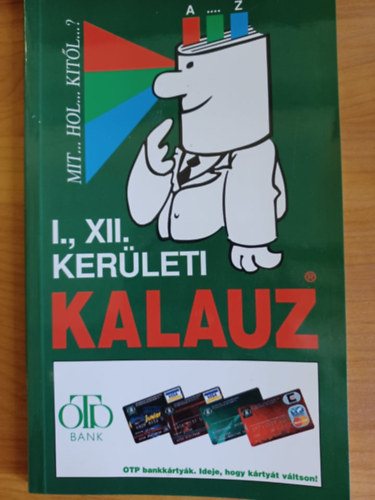 A .... Z
MIT... HOL... KITŐL...?
I., XII.
KERÜLETI
KALAUZ®
OTP
BANK
OTP bankkártyák. Ideje, hogy kártyát váltson!